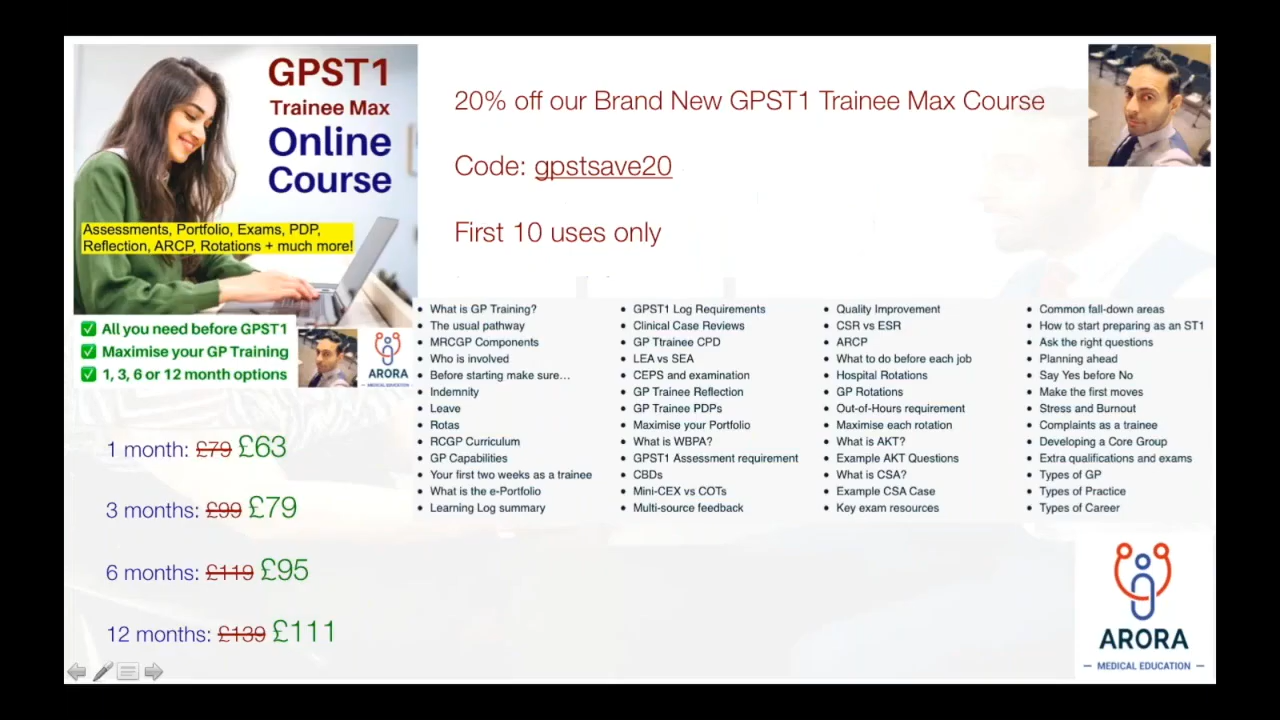 GPST1
Trainee Max
Online
Course
Assessments, Portfolio, Exams, PDP,
Reflection, ARCP, Rotations + much more!
All you need before GPST1
Maximise your GP Training
1, 3, 6 or 12 month options
ARORA
MEDICAL EDUCATION
20% off our Brand New GPST1 Trainee Max Course
Code: gpstsave20
First 10 uses only
What is GP Training?
The usual pathway
MRCGP Components
Who is involved
Before starting make sure...
Indemnity
Leave
Rotas
RCGP Curriculum
GP Capabilities
Your first two weeks as a trainee
What is the e-Portfolio
Learning Log summary
GPST1 Log Requirements
Clinical Case Reviews
GP Ttrainee CPD
LEA vs SEA
CEPS and examination
GP Trainee Reflection
GP Trainee PDPs
Maximise your Portfolio
What is WBPA?
GPST1 Assessment requirement
CBDs
Mini-CEX vs COTs
Multi-source feedback
Quality Improvement
CSR vs ESR
ARCP
What to do before each job
Hospital Rotations
GP Rotations
Out-of-Hours requirement
Maximise each rotation
What is AKT?
Example AKT Questions
What is CSA?
Example CSA Case
Key exam resources
Common fall-down areas
How to start preparing as an ST1
Ask the right questions
Planning ahead
Say Yes before No
Make the first moves
Stress and Burnout
Complaints as a trainee
Developing a Core Group
Extra qualifications and exams
Types of GP
Types of Practice
Types of Career
1 month: £79 £63
3 months: £99 £79
6 months: £119 £95
12 months: £139 £111
ARORA
MEDICAL EDUCATION